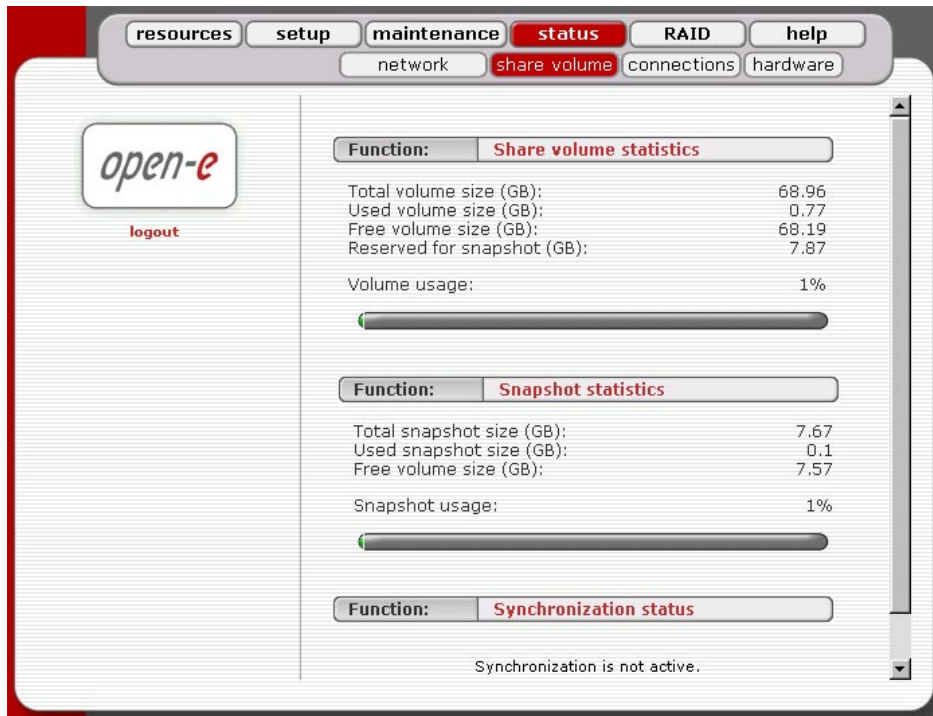 resources setup maintenance status RAID help
network share volume connections hardware
open-e
logout
Function: Share volume statistics
Total volume size (GB): 68.96
Used volume size (GB): 0.77
Free volume size (GB): 68.19
Reserved for snapshot (GB): 7.87
Volume usage: 1%
Function: Snapshot statistics
Total snapshot size (GB): 7.67
Used snapshot size (GB): 0.1
Free volume size (GB): 7.57
Snapshot usage: 1%
Function: Synchronization status
Synchronization is not active.